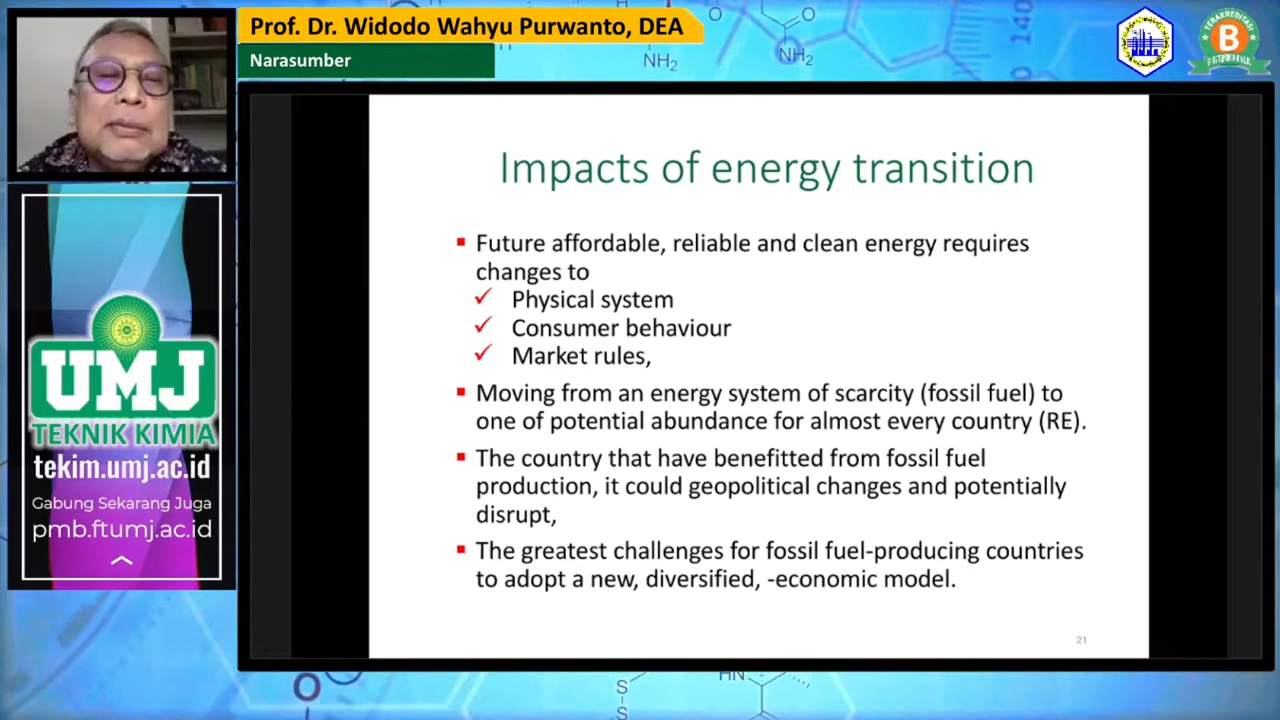 Prof. Dr. Widodo Wahyu Purwanto, DEA
Narasumber
NH₂
NH₂
140
TERAKREDITASI
B
Impacts of energy transition
▪ Future affordable, reliable and clean energy requires
changes to
✓ Physical system
✓ Consumer behaviour
✓ Market rules,
▪ Moving from an energy system of scarcity (fossil fuel) to
one of potential abundance for almost every country (RE).
▪ The country that have benefitted from fossil fuel
production, it could geopolitical changes and potentially
disrupt,
▪ The greatest challenges for fossil fuel-producing countries
to adopt a new, diversified, -economic model.
21
UMJ
TEKNIK KIMIA
tekim.umj.ac.id
Gabung Sekarang Juga
pmb.ftumj.ac.id
O
S
S
HN